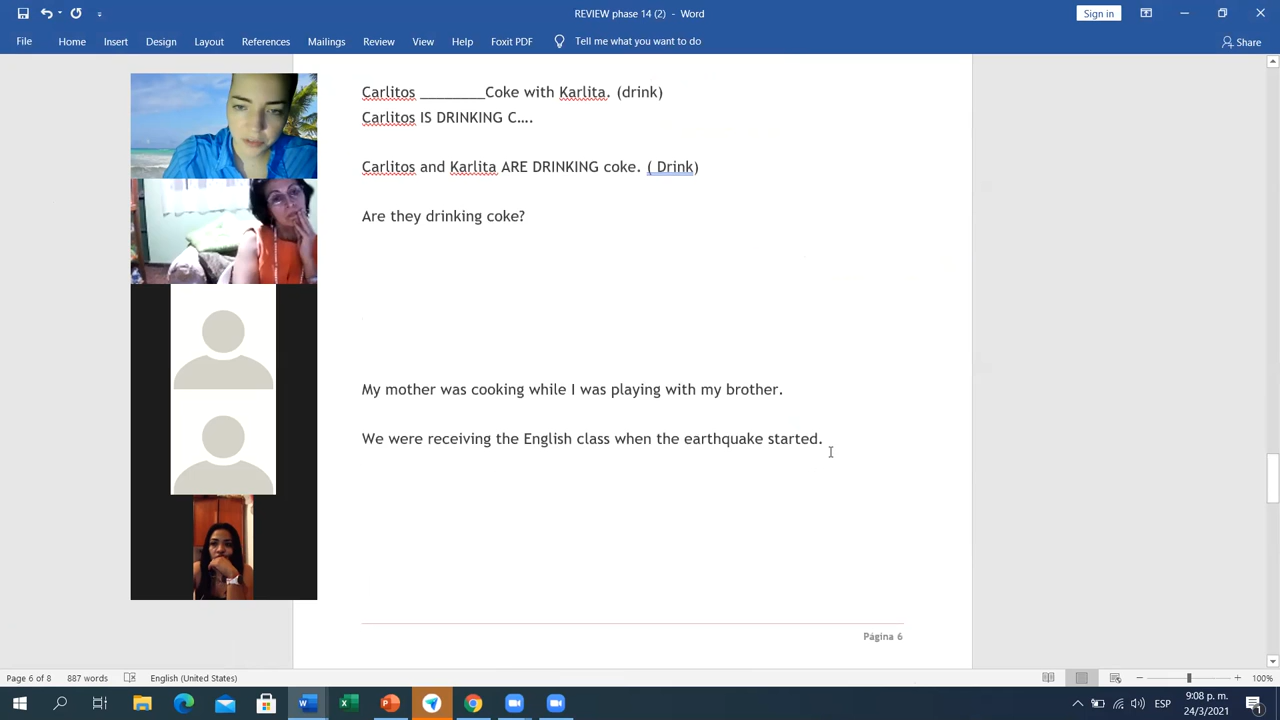 REVIEW phase 14 (2) - Word
Sign in
File Home Insert Design Layout References Mailings Review View Help Foxit PDF Tell me what you want to do
Share
Carlitos ________Coke with Karlita. (drink)
Carlitos IS DRINKING C….
Carlitos and Karlita ARE DRINKING coke. ( Drink)
Are they drinking coke?
My mother was cooking while I was playing with my brother.
We were receiving the English class when the earthquake started.
Página 6
Page 6 of 8 887 words English (United States)
100%
ESP
9:08 p. m.
24/3/2021